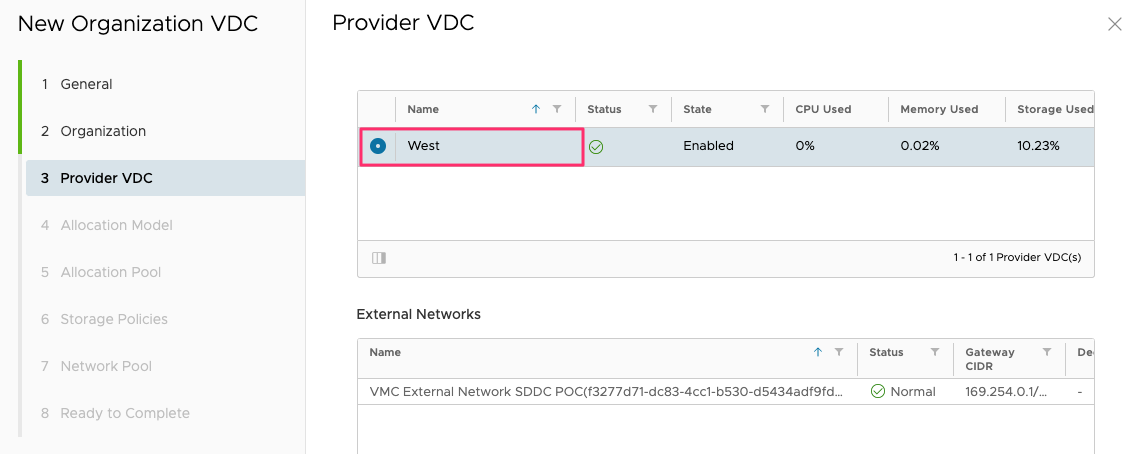 New Organization VDC
1 General
2 Organization
3 Provider VDC
4 Allocation Model
5 Allocation Pool
6 Storage Policies
7 Network Pool
8 Ready to Complete
Provider VDC
Name Status State CPU Used Memory Used Storage Used
West Enabled 0% 0.02% 10.23%
1 - 1 of 1 Provider VDC(s)
External Networks
Name Status Gateway CIDR
VMC External Network SDDC POC(f3277d71-dc83-4cc1-b530-d5434adf9fd... Normal 169.254.0.1/... -